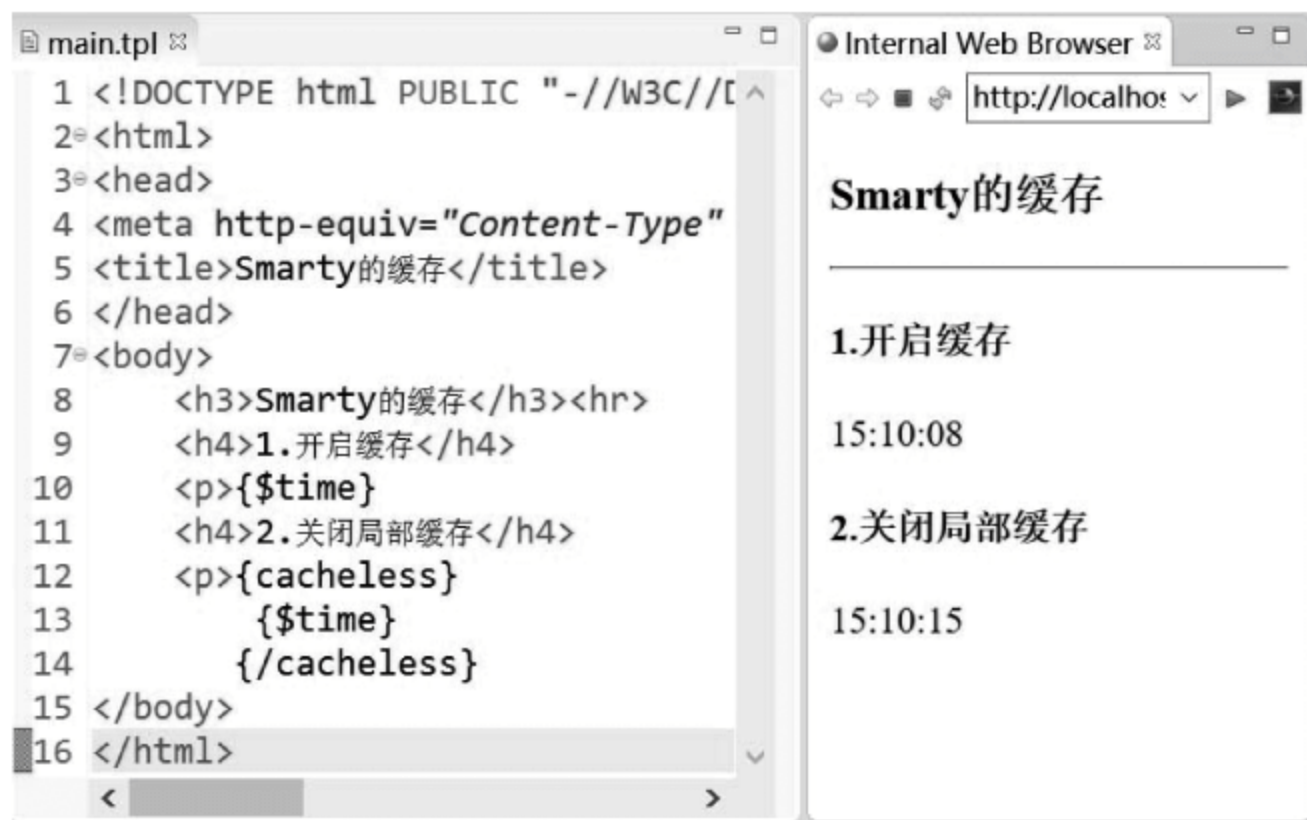 main.tpl
1 <!DOCTYPE html PUBLIC "-//W3C//D
2 <html>
3 <head>
4 <meta http-equiv="Content-Type"
5 <title>Smarty的缓存</title>
6 </head>
7 <body>
8 <h3>Smarty的缓存</h3><hr>
9 <h4>1.开启缓存</h4>
10 <p>{$time}
11 <h4>2.关闭局部缓存</h4>
12 <p>{cacheless}
13 {$time}
14 {/cacheless}
15 </body>
16 </html>
Internal Web Browser
http://localhos
Smarty的缓存
1.开启缓存
15:10:08
2.关闭局部缓存
15:10:15